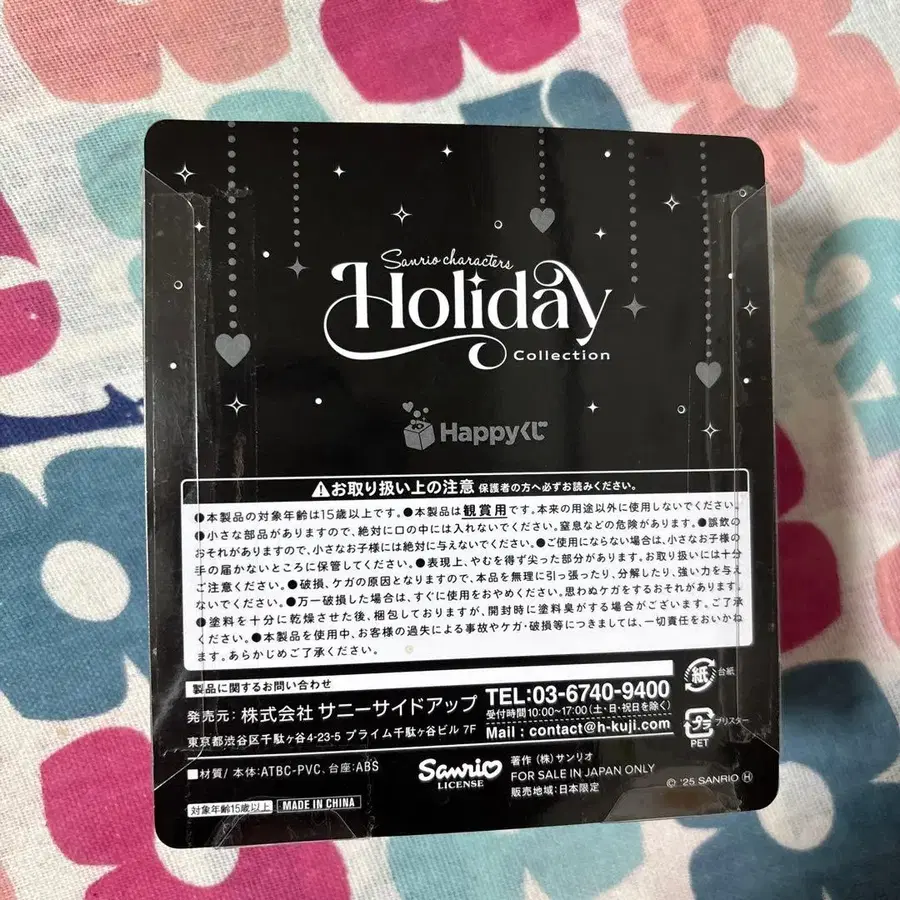 Sanrio characters
Holiday
Collection
Happyくじ
⚠お取り扱い上の注意 保護者の方へ必ずお読みください。
●本製品の対象年齢は15歳以上です。●本製品は観賞用です。本来の用途以外に使用しないでください。
●小さな部品がありますので、絶対に口の中には入れないでください。窒息などの危険があります。●誤飲の
おそれがありますので、小さなお子様には絶対に与えないでください。●ご使用にならない場合は、小さなお子様の
手の届かないところに保管してください。●表現上、やむを得ず尖った部分があります。お取り扱いには十分
ご注意ください。●破損、ケガの原因となりますので、本品を無理に引っ張ったり、分解したり、強い力を与え
ないでください。●万一破損した場合は、すぐに使用をおやめください。思わぬケガをするおそれがあります。
●塗料を十分に乾燥させた後、梱包しておりますが、開封時に塗料臭がする場合がございます。ご了承
ください。●本製品を使用中、お客様の過失による事故やケガ・破損等につきましては、一切責任をおいかね
ます。あらかじめご了承ください。
製品に関するお問い合わせ
発売元：株式会社 サニーサイドアップ
東京都渋谷区千駄ヶ谷4-23-5 プライム千駄ヶ谷ビル 7F
TEL:03-6740-9400
受付時間10:00~17:00（土・日・祝日を除く）
Mail : contact@h-kuji.com
紙 台紙
プラ ブリスター
PET
■材質／本体：ATBC-PVC、台座：ABS
対象年齢15歳以上 MADE IN CHINA
Sanrio
LICENSE
著作（株）サンリオ
FOR SALE IN JAPAN ONLY
販売地域：日本限定
© '25 SANRIO Ⓗ